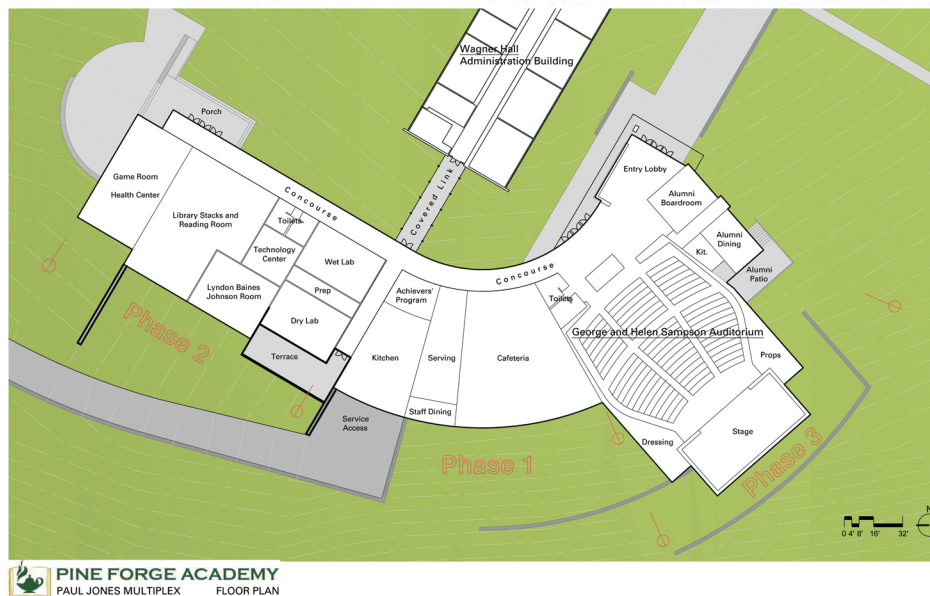 Wagner Hall
Administration Building
Porch
Entry Lobby
Game Room
Health Center
Concourse
Covered Link
Alumni
Boardroom
Library Stacks and
Reading Room
Toilets
Technology
Center
Wet Lab
Alumni
Dining
Kit.
Concourse
Alumni
Patio
Lyndon Baines
Johnson Room
Prep
Achievers'
Program
Toilets
Dry Lab
Phase 2
George and Helen Sampson Auditorium
Terrace
Kitchen
Serving
Cafeteria
Props
Staff Dining
Service
Access
Stage
Dressing
Phase 1
Phase 3
N
0 4' 8' 16' 32'
PINE FORGE ACADEMY
PAUL JONES MULTIPLEX FLOOR PLAN